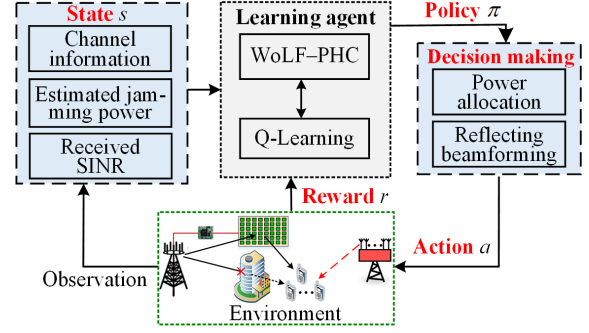 State s
Channel
information
Estimated jam-
ming power
Received
SINR
Learning agent
WoLF–PHC
Q-Learning
Policy π
Decision making
Power
allocation
Reflecting
beamforming
Reward r
Action a
Observation
Environment